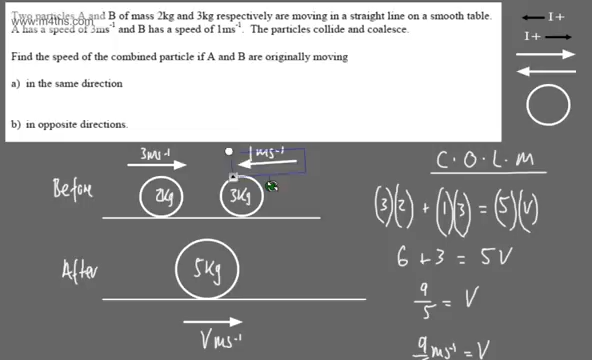 Two particles A and B of mass 2kg and 3kg respectively are moving in a straight line on a smooth table.
www.m4ths.com
A has a speed of 3ms⁻¹ and B has a speed of 1ms⁻¹. The particles collide and coalesce.
Find the speed of the combined particle if A and B are originally moving
a) in the same direction
b) in opposite directions.
I+
I+
3ms⁻¹
1ms⁻¹
Before
2kg
3kg
After
5kg
Vms⁻¹
C.O.L.M
(3)(2) + (1)(3) = (5)(V)
6 + 3 = 5V
9/5 = V
9/5 ms⁻¹ = V